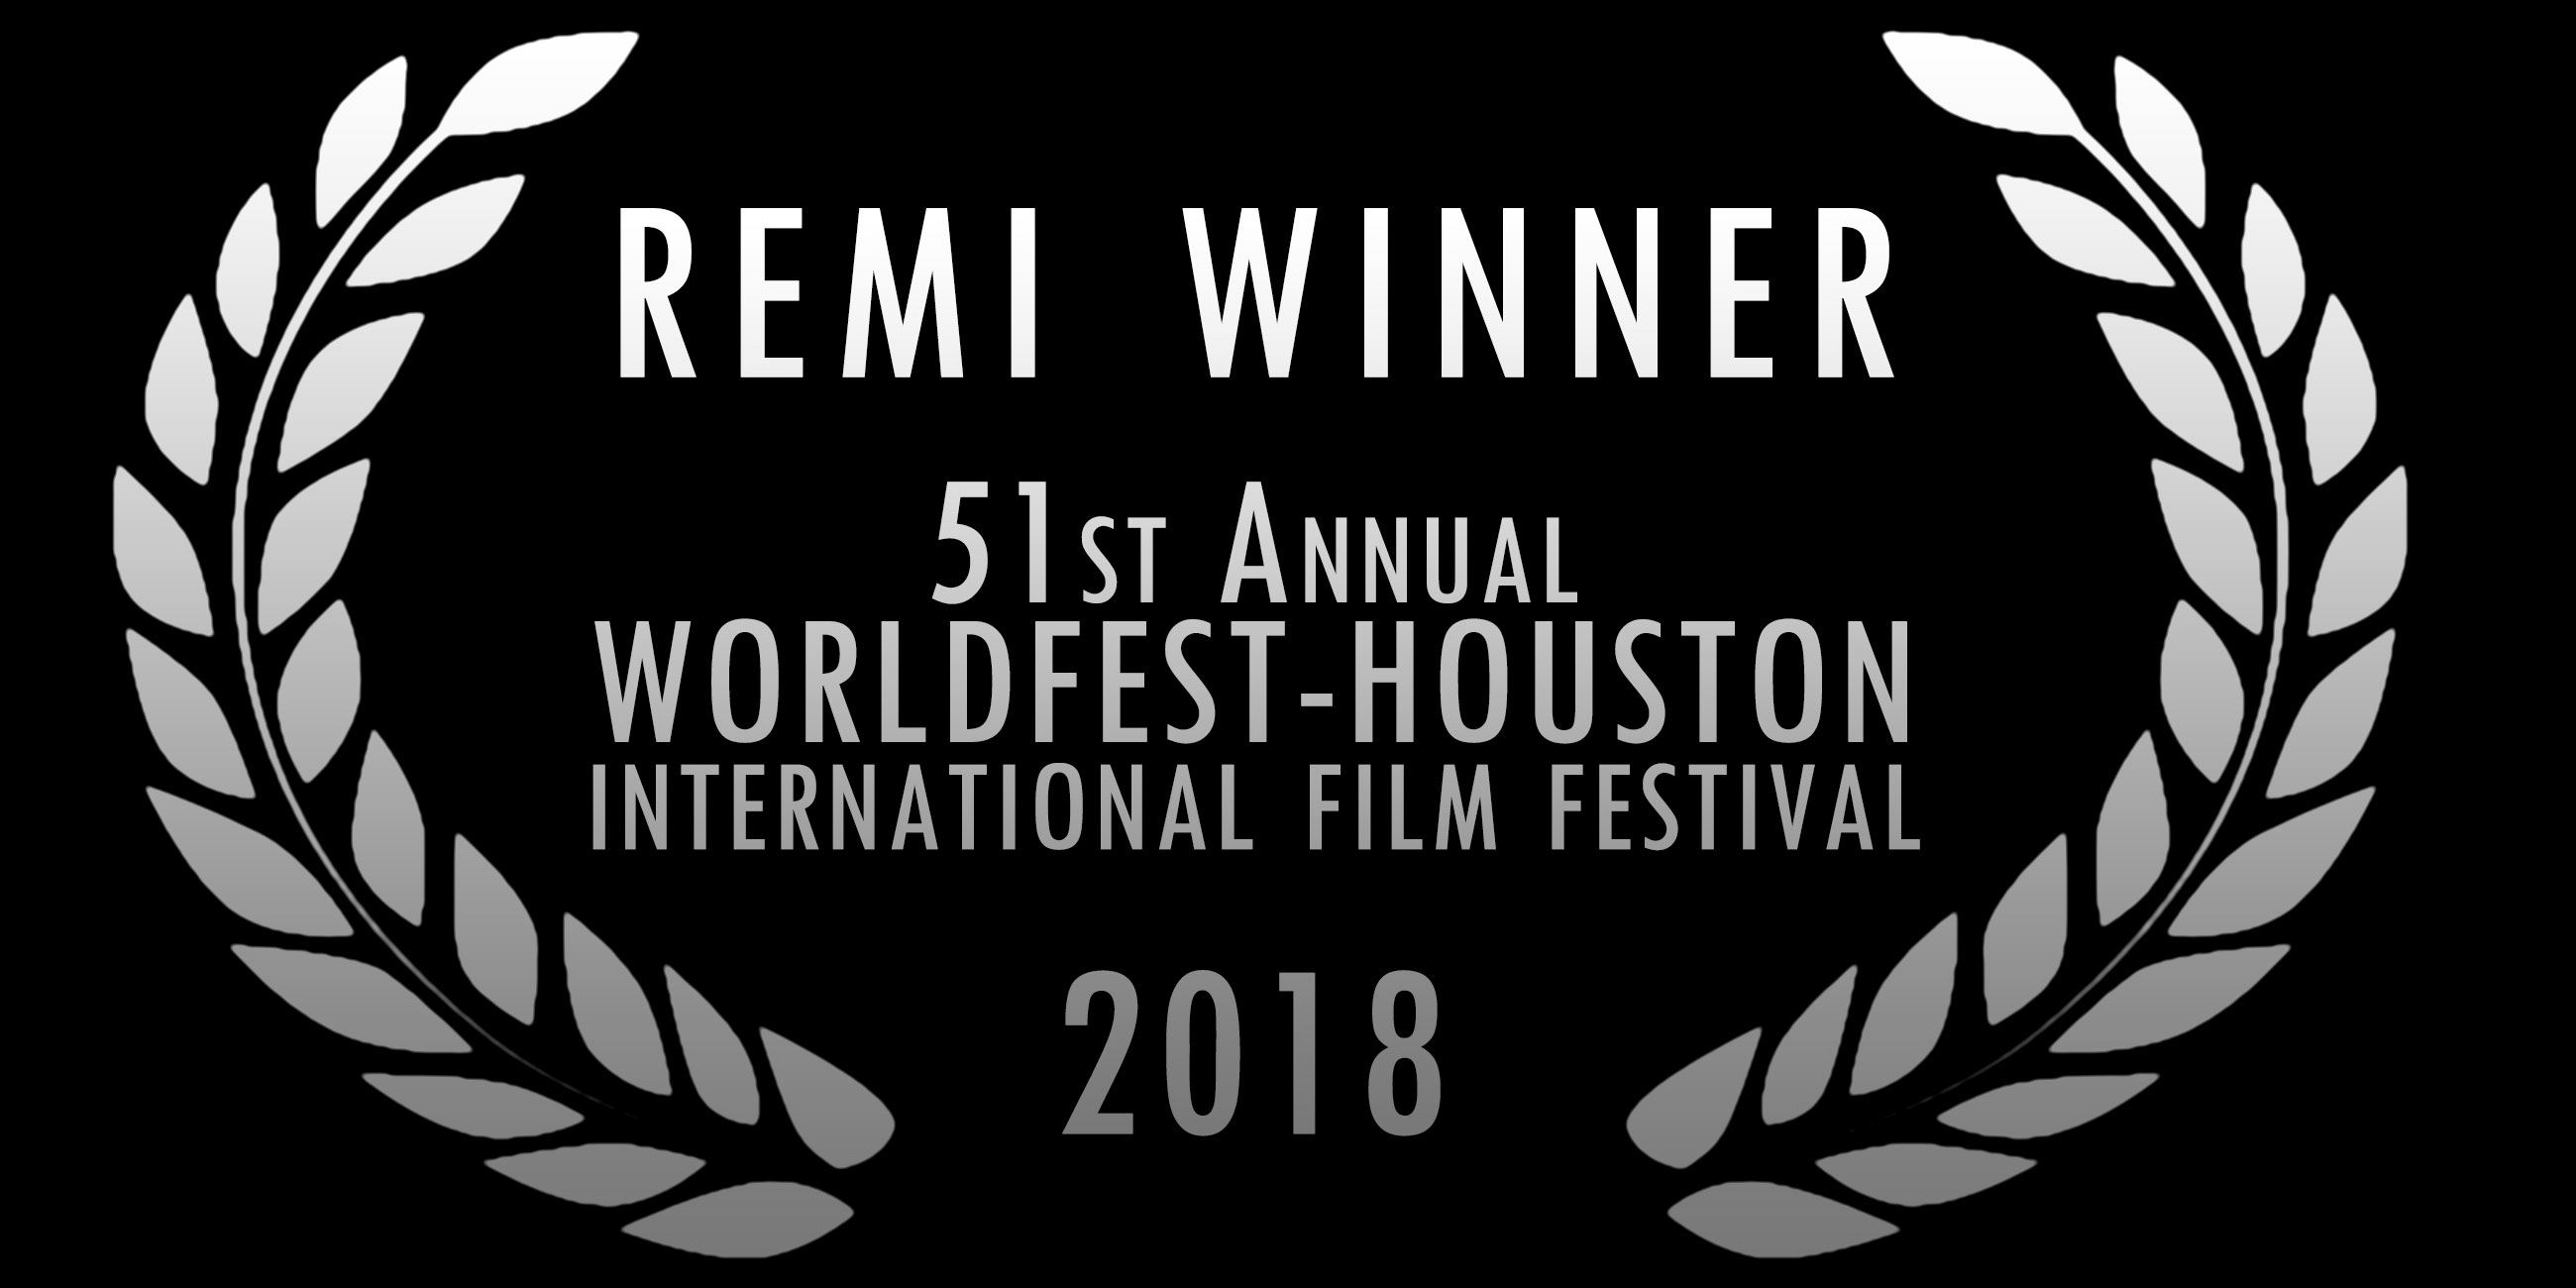 REMI WINNER
51st Annual
WORLDFEST-HOUSTON
INTERNATIONAL FILM FESTIVAL
2018